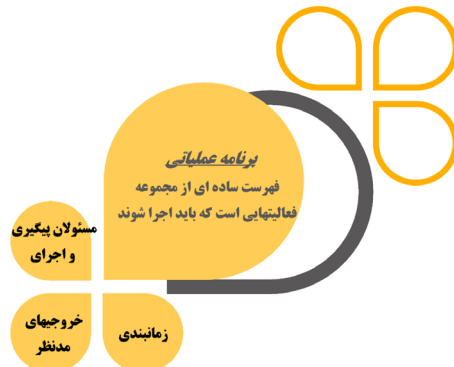 برنامه عملیاتی
فهرست ساده ای از مجموعه
فعالیتهایی است که باید اجرا شوند
مسئولان پیگیری
و اجرای
خروجیهای
مدنظر
زمانبندی